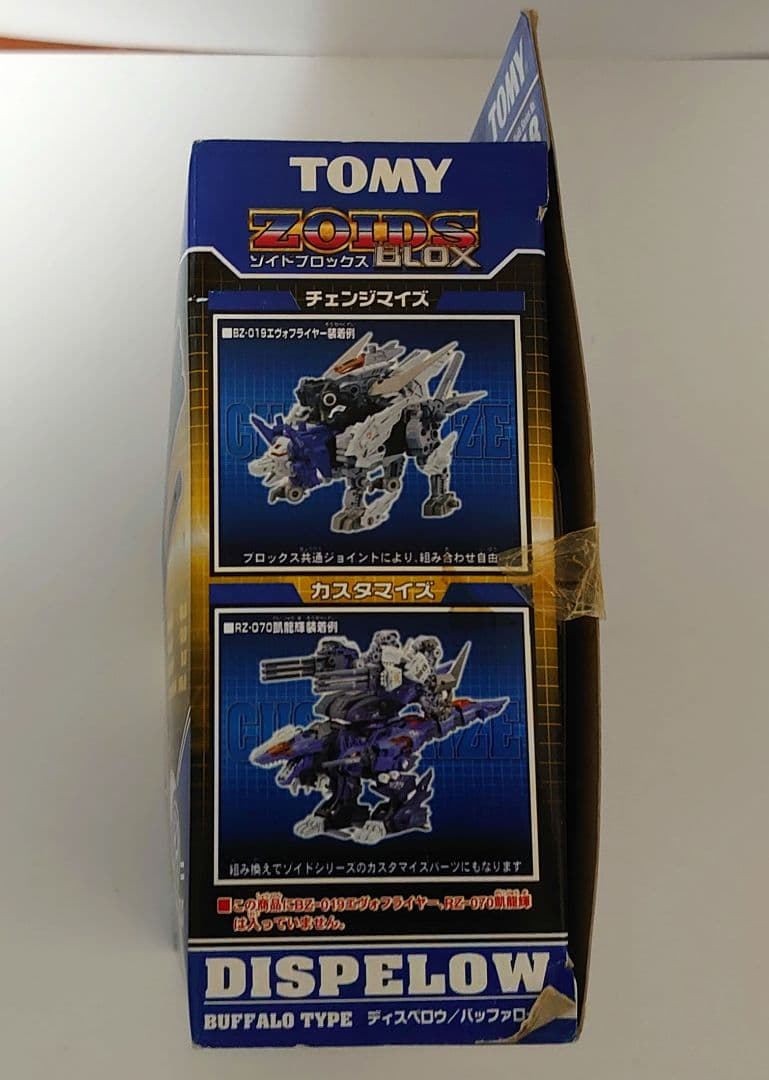 TOMY
TOMY
ZOIDS
ゾイドブロックス BLOX
チェンジマイズ
■BZ-019エヴォフライヤー装着例
ブロックス共通ジョイントにより、組み合わせ自由
カスタマイズ
■RZ-070凱龍輝装着例
組み換えてゾイドシリーズのカスタマイズパーツにもなります
■この商品にBZ-019エヴォフライヤー、RZ-070凱龍輝
は入っていません。
DISPELOW
BUFFALO TYPE ディスペロウ/バッファロー